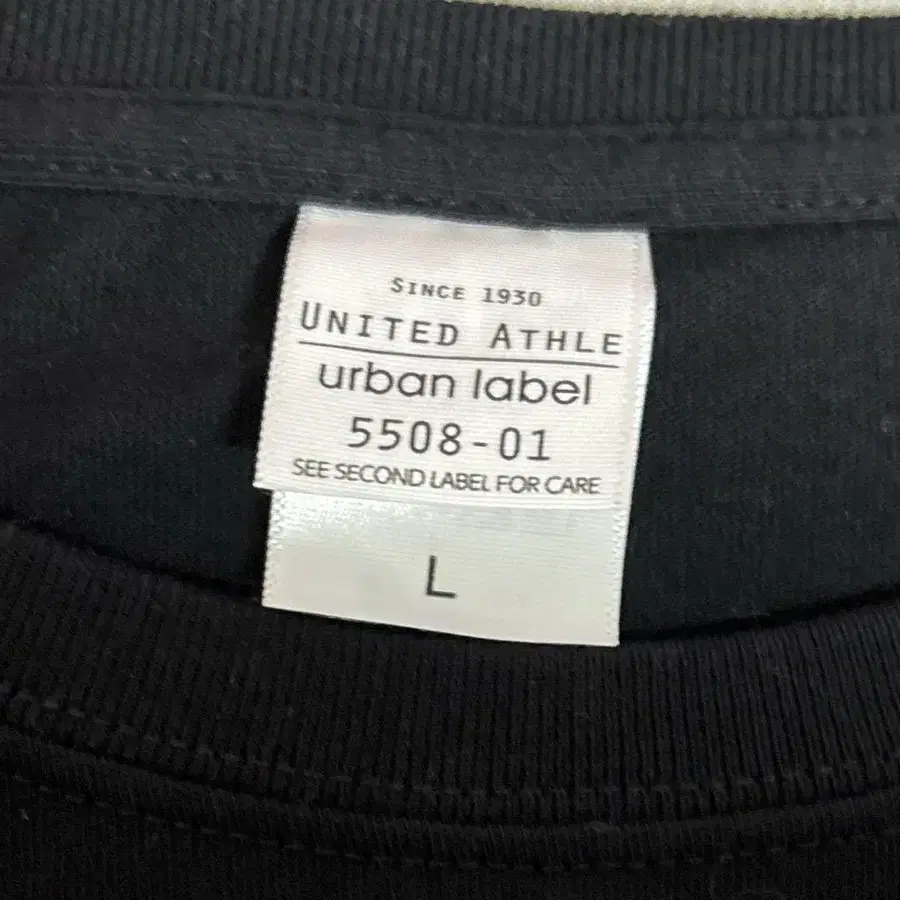 SINCE 1930
UNITED ATHLE
urban label
5508-01
SEE SECOND LABEL FOR CARE
L